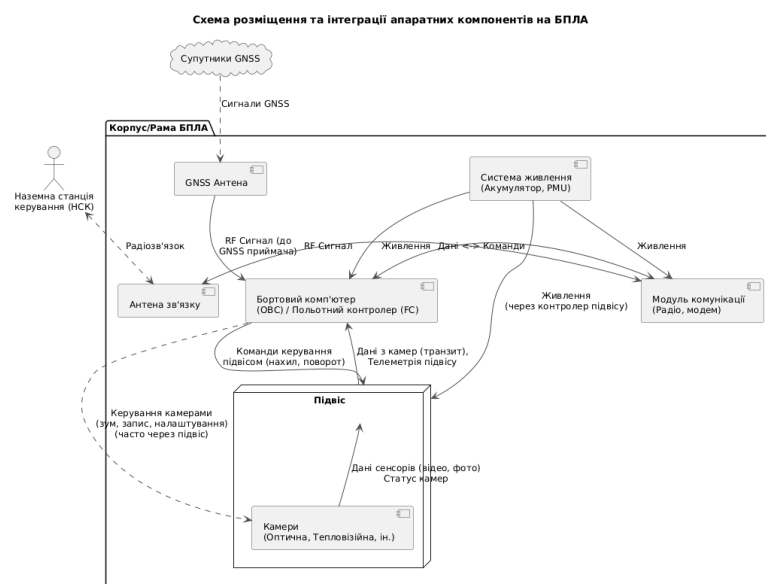 Схема розміщення та інтеграції апаратних компонентів на БПЛА
Супутники GNSS
Сигнали GNSS
Корпус/Рама БПЛА
GNSS Антена
Система живлення
(Акумулятор, PMU)
Наземна станція
керування (НСК)
Радіозв'язок
RF Сигнал (до
GNSS приймача)
RF Сигнал
Живлення
Дані <-> Команди
Живлення
Антена зв'язку
Бортовий комп'ютер
(OBC) / Польотний контролер (FC)
Живлення
(через контролер підвісу)
Модуль комунікації
(Радіо, модем)
Команди керування
підвісом (нахил, поворот)
Дані з камер (транзит),
Телеметрія підвісу
Підвіс
Керування камерами
(зум, запис, налаштування)
(часто через підвіс)
Дані сенсорів (відео, фото)
Статус камер
Камери
(Оптична, Тепловізійна, ін.)